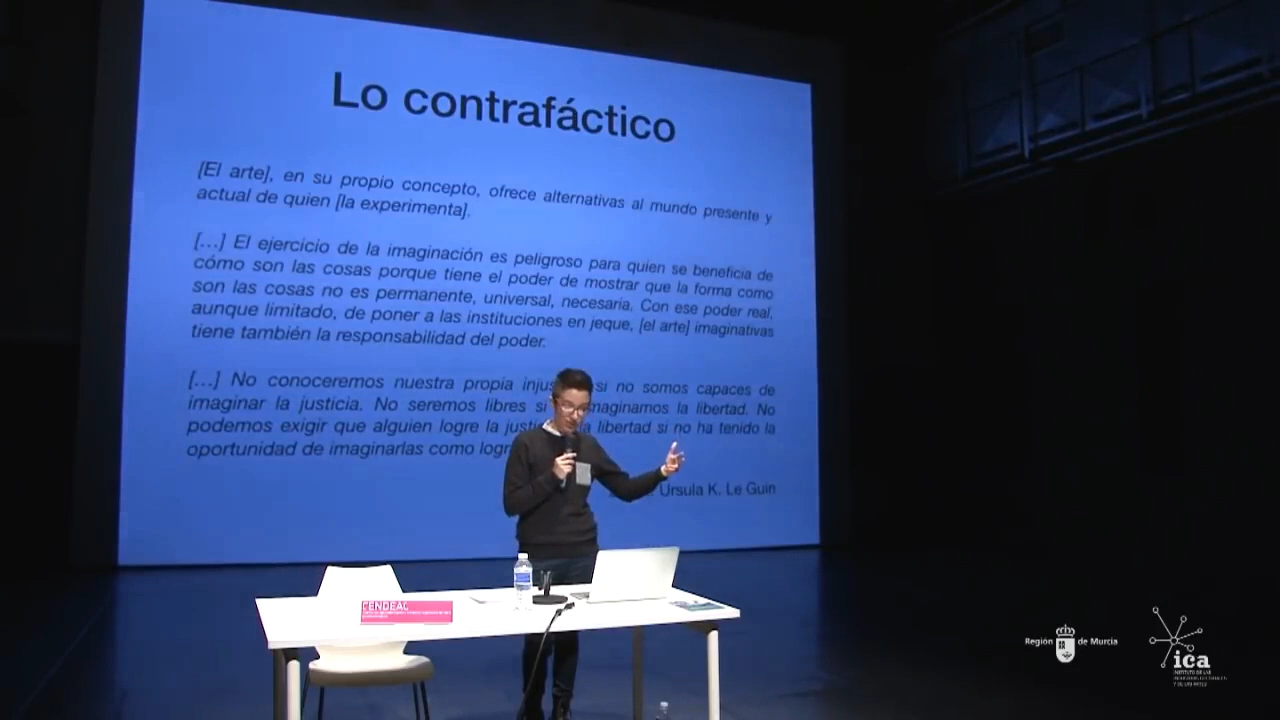 Lo contrafáctico
[El arte], en su propio concepto, ofrece alternativas al mundo presente y
actual de quien [la experimenta].
[...] El ejercicio de la imaginación es peligroso para quien se beneficia de
cómo son las cosas porque tiene el poder de mostrar que la forma como
son las cosas no es permanente, universal, necesaria. Con ese poder real,
aunque limitado, de poner a las instituciones en jeque, [el arte] imaginativas
tiene también la responsabilidad del poder.
[...] No conoceremos nuestra propia si no somos capaces de
imaginar la justicia. No seremos libres si imaginamos la libertad. No
podemos exigir que alguien logre la libertad si no ha tenido la
oportunidad de imaginarlas como
Ursula K. Le Guin
CENDEAC
Región de Murcia
ica
INSTITUTO DE LAS